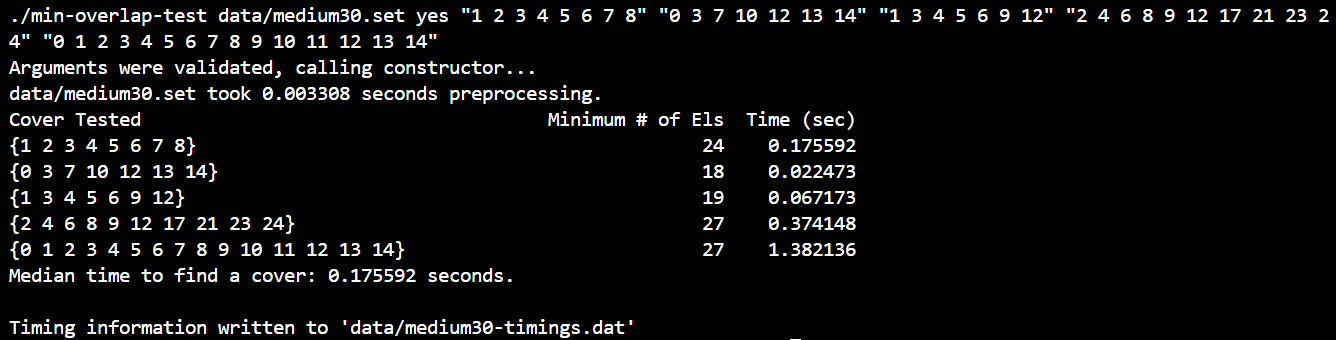 ./min-overlap-test data/medium30.set yes "1 2 3 4 5 6 7 8" "0 3 7 10 12 13 14" "1 3 4 5 6 9 12" "2 4 6 8 9 12 17 21 23 2
4" "0 1 2 3 4 5 6 7 8 9 10 11 12 13 14"
Arguments were validated, calling constructor...
data/medium30.set took 0.003308 seconds preprocessing.
Cover Tested                                  Minimum # of Els  Time (sec)
{1 2 3 4 5 6 7 8}                                           24    0.175592
{0 3 7 10 12 13 14}                                         18    0.022473
{1 3 4 5 6 9 12}                                            19    0.067173
{2 4 6 8 9 12 17 21 23 24}                                  27    0.374148
{0 1 2 3 4 5 6 7 8 9 10 11 12 13 14}                        27    1.382136
Median time to find a cover: 0.175592 seconds.

Timing information written to 'data/medium30-timings.dat'